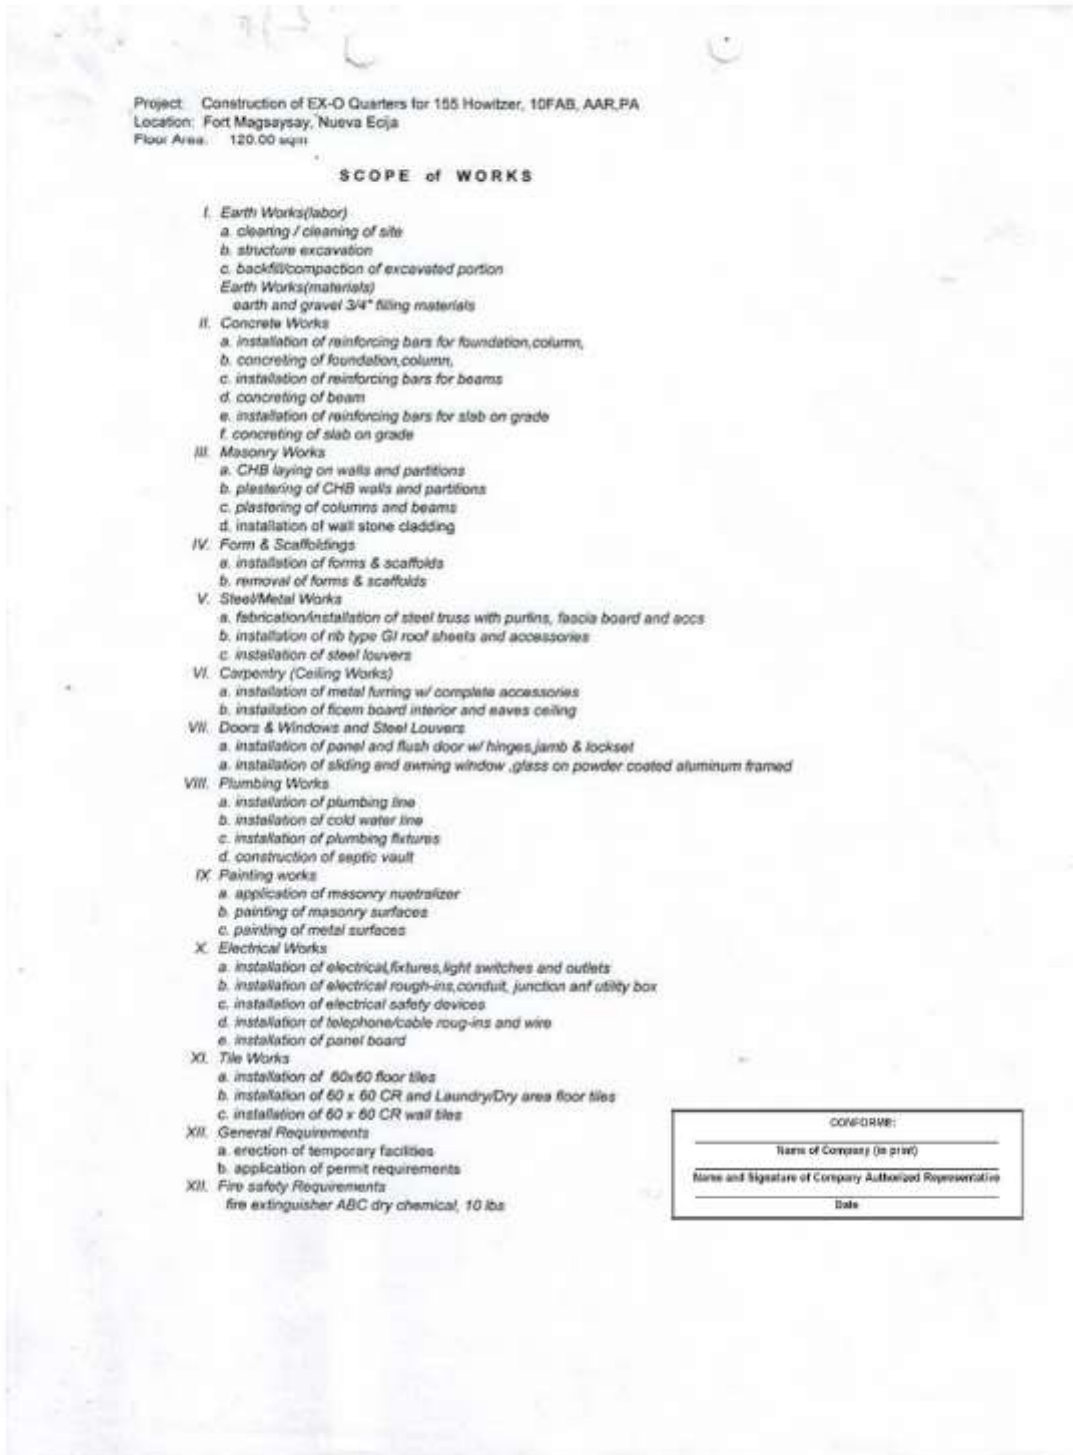 Project: Construction of EX-O Quarters for 155 Howitzer, 10FAB, AAR,PA
Location: Fort Magsaysay, Nueva Ecija
Floor Area: 120.00 sqm
SCOPE of WORKS
I. Earth Works(labor)
a. clearing / cleaning of site
b. structure excavation
c. backfill/compaction of excavated portion
Earth Works(materials)
earth and gravel 3/4" filling materials
II. Concrete Works
a. installation of reinforcing bars for foundation,column,
b. concreting of foundation,column,
c. installation of reinforcing bars for beams
d. concreting of beam
e. installation of reinforcing bars for slab on grade
f. concreting of slab on grade
III. Masonry Works
a. CHB laying on walls and partitions
b. plastering of CHB walls and partitions
c. plastering of columns and beams
d. installation of wall stone cladding
IV. Form & Scaffoldings
a. installation of forms & scaffolds
b. removal of forms & scaffolds
V. Steel/Metal Works
a. fabrication/installation of steel truss with purlins, fascia board and accs
b. installation of rib type GI roof sheets and accessories
c. installation of steel louvers
VI. Carpentry (Ceiling Works)
a. installation of metal furring w/ complete accessories
b. installation of ficem board interior and eaves ceiling
VII. Doors & Windows and Steel Louvers
a. installation of panel and flush door w/ hinges,jamb & lockset
a. installation of sliding and awning window ,glass on powder coated aluminum framed
VIII. Plumbing Works
a. installation of plumbing line
b. installation of cold water line
c. installation of plumbing fixtures
d. construction of septic vault
IX. Painting works
a. application of masonry nuetralizer
b. painting of masonry surfaces
c. painting of metal surfaces
X. Electrical Works
a. installation of electrical,fixtures,light switches and outlets
b. installation of electrical rough-ins,conduit, junction anf utility box
c. installation of electrical safety devices
d. installation of telephone/cable roug-ins and wire
e. installation of panel board
XI. Tile Works
a. installation of 60x60 floor tiles
b. installation of 60 x 60 CR and Laundry/Dry area floor tiles
c. installation of 60 x 60 CR wall tiles
XII. General Requirements
a. erection of temporary facilities
b. application of permit requirements
XII. Fire safety Requirements
fire extinguisher ABC dry chemical, 10 lbs
CONFORME:
Name of Company (in print)
Name and Signature of Company Authorized Representative
Date